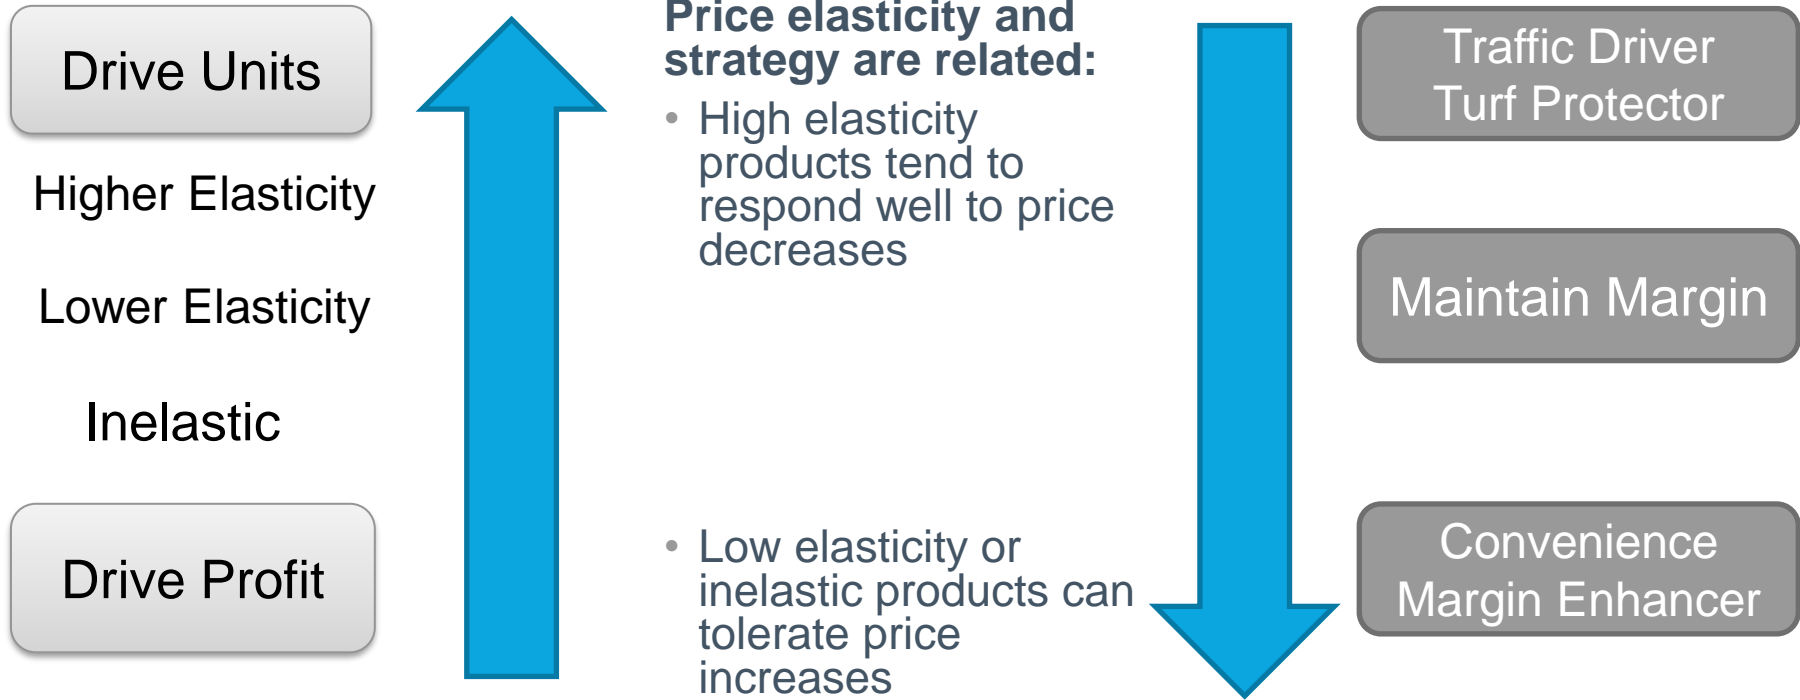 Drive Units
Higher Elasticity
Lower Elasticity
Inelastic
Drive Profit
Price elasticity and
strategy are related:
• High elasticity
products tend to
respond well to price
decreases
• Low elasticity or
inelastic products can
tolerate price
increases
Traffic Driver
Turf Protector
Maintain Margin
Convenience
Margin Enhancer